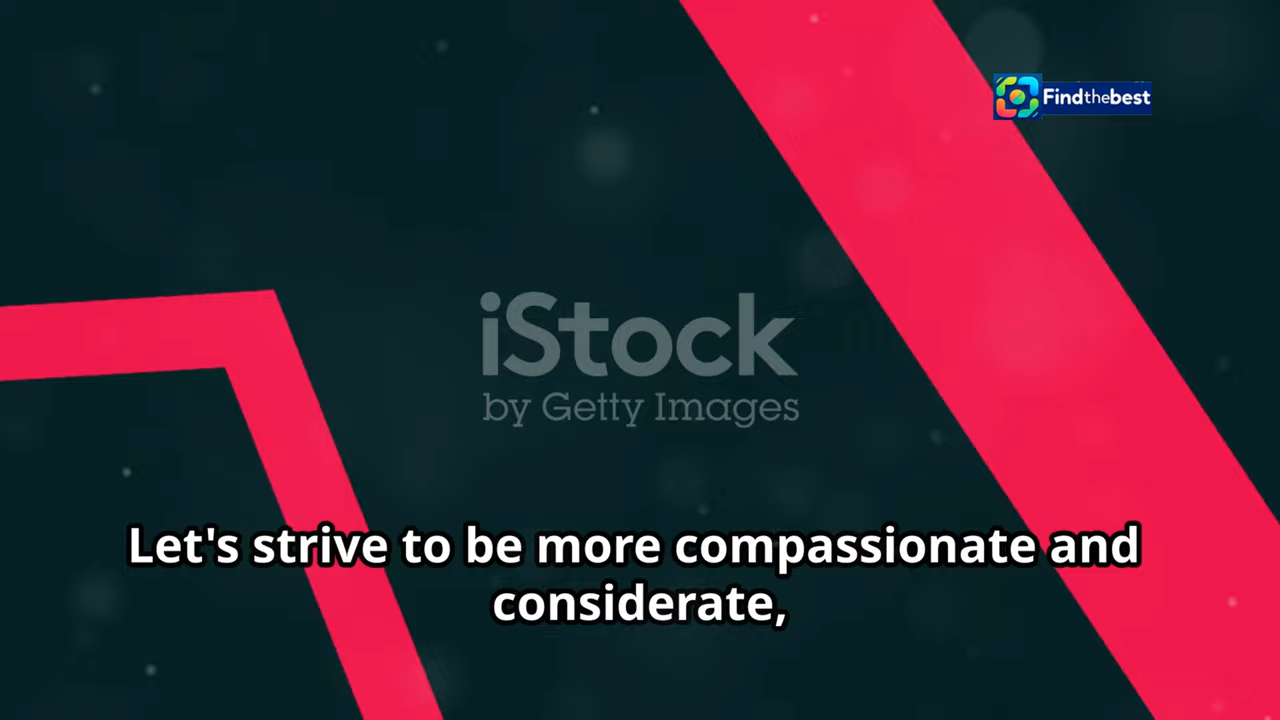 Findthebest
iStock
by Getty Images
Let's strive to be more compassionate and
considerate,